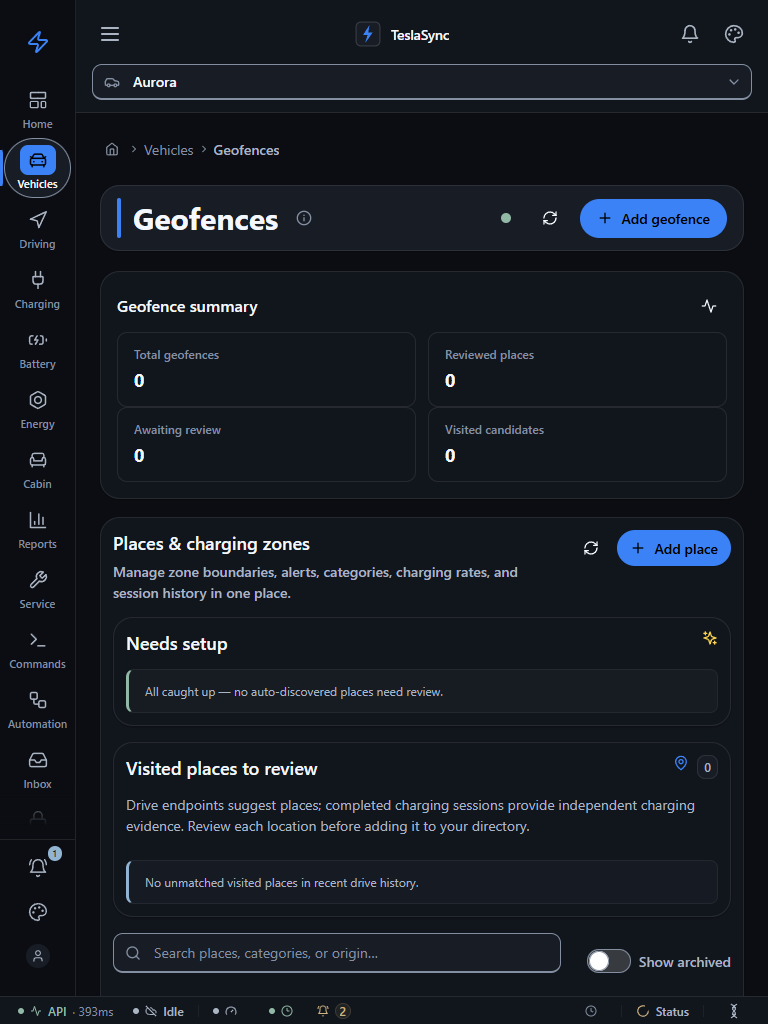 TeslaSync
Aurora
Home
Vehicles
Driving
Charging
Battery
Energy
Cabin
Reports
Service
Commands
Automation
Inbox
1
Vehicles
Geofences
Geofences
Add geofence
Geofence summary
Total geofences
0
Reviewed places
0
Awaiting review
0
Visited candidates
0
Places & charging zones
Add place
Manage zone boundaries, alerts, categories, charging rates, and
session history in one place.
Needs setup
All caught up — no auto-discovered places need review.
Visited places to review
0
Drive endpoints suggest places; completed charging sessions provide independent charging
evidence. Review each location before adding it to your directory.
No unmatched visited places in recent drive history.
Search places, categories, or origin...
Show archived
API · 393ms
Idle
2
Status